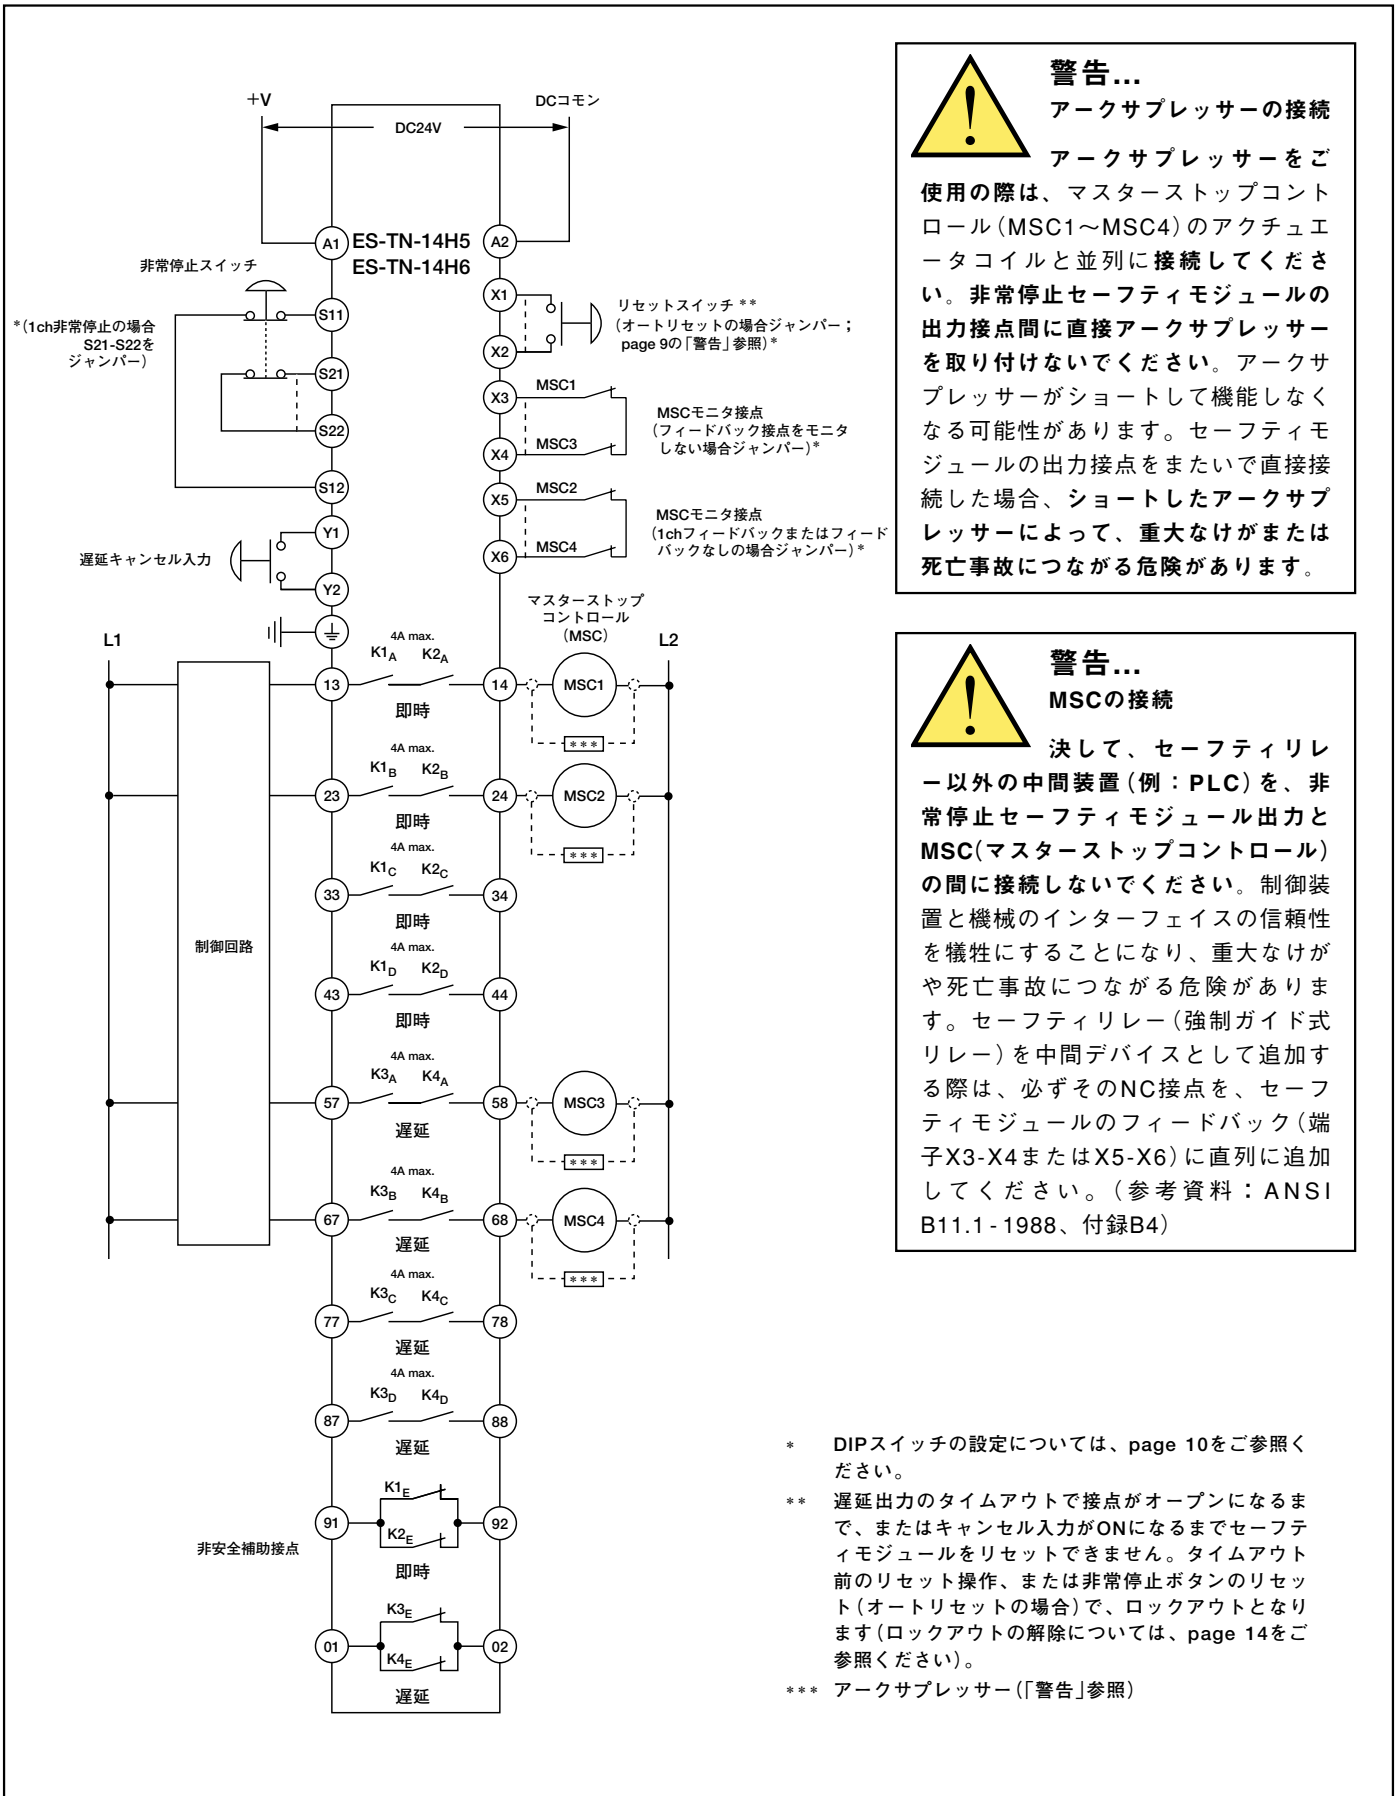 +V
DCコモン
DC24V
A1
ES-TN-14H5
A2
ES-TN-14H6
非常停止スイッチ
*(1ch非常停止の場合
S21-S22を
ジャンパー)
S11
S21
S22
S12
X1
X2
リセットスイッチ **
(オートリセットの場合ジャンパー;
page 9の「警告」参照)*
X3
MSC1
X4
MSC3
MSCモニタ接点
(フィードバック接点をモニタ
しない場合ジャンパー)*
X5
MSC2
X6
MSC4
MSCモニタ接点
(1chフィードバックまたはフィード
バックなしの場合ジャンパー)*
遅延キャンセル入力
Y1
Y2
マスターストップ
コントロール
(MSC)
L1
L2
制御回路
4A max.
K1A K2A
13
14
MSC1
即時
***
4A max.
K1B K2B
23
24
MSC2
即時
***
4A max.
K1C K2C
33
34
即時
4A max.
K1D K2D
43
44
即時
4A max.
K3A K4A
57
58
MSC3
遅延
***
4A max.
K3B K4B
67
68
MSC4
遅延
***
4A max.
K3C K4C
77
78
遅延
4A max.
K3D K4D
87
88
遅延
非安全補助接点
K1E
91
92
K2E
即時
K3E
01
02
K4E
遅延
警告...
アークサプレッサーの接続
アークサプレッサーをご
使用の際は、マスターストップコント
ロール(MSC1～MSC4)のアクチュエ
ータコイルと並列に接続してくださ
い。非常停止セーフティモジュールの
出力接点間に直接アークサプレッサー
を取り付けないでください。アークサ
プレッサーがショートして機能しなく
なる可能性があります。セーフティモ
ジュールの出力接点をまたいで直接接
続した場合、ショートしたアークサプ
レッサーによって、重大なけがまたは
死亡事故につながる危険があります。
警告...
MSCの接続
決して、セーフティリレ
ー以外の中間装置(例：PLC)を、非
常停止セーフティモジュール出力と
MSC(マスターストップコントロール)
の間に接続しないでください。制御装
置と機械のインターフェイスの信頼性
を犠牲にすることになり、重大なけが
や死亡事故につながる危険がありま
す。セーフティリレー(強制ガイド式
リレー)を中間デバイスとして追加す
る際は、必ずそのNC接点を、セーフ
ティモジュールのフィードバック(端
子X3-X4またはX5-X6)に直列に追加
してください。(参考資料：ANSI
B11.1-1988、付録B4)
* DIPスイッチの設定については、page 10をご参照く
ださい。
** 遅延出力のタイムアウトで接点がオープンになるま
で、またはキャンセル入力がONになるまでセーフテ
ィモジュールをリセットできません。タイムアウト
前のリセット操作、または非常停止ボタンのリセッ
ト(オートリセットの場合)で、ロックアウトとなり
ます(ロックアウトの解除については、page 14をご
参照ください)。
*** アークサプレッサー(「警告」参照)